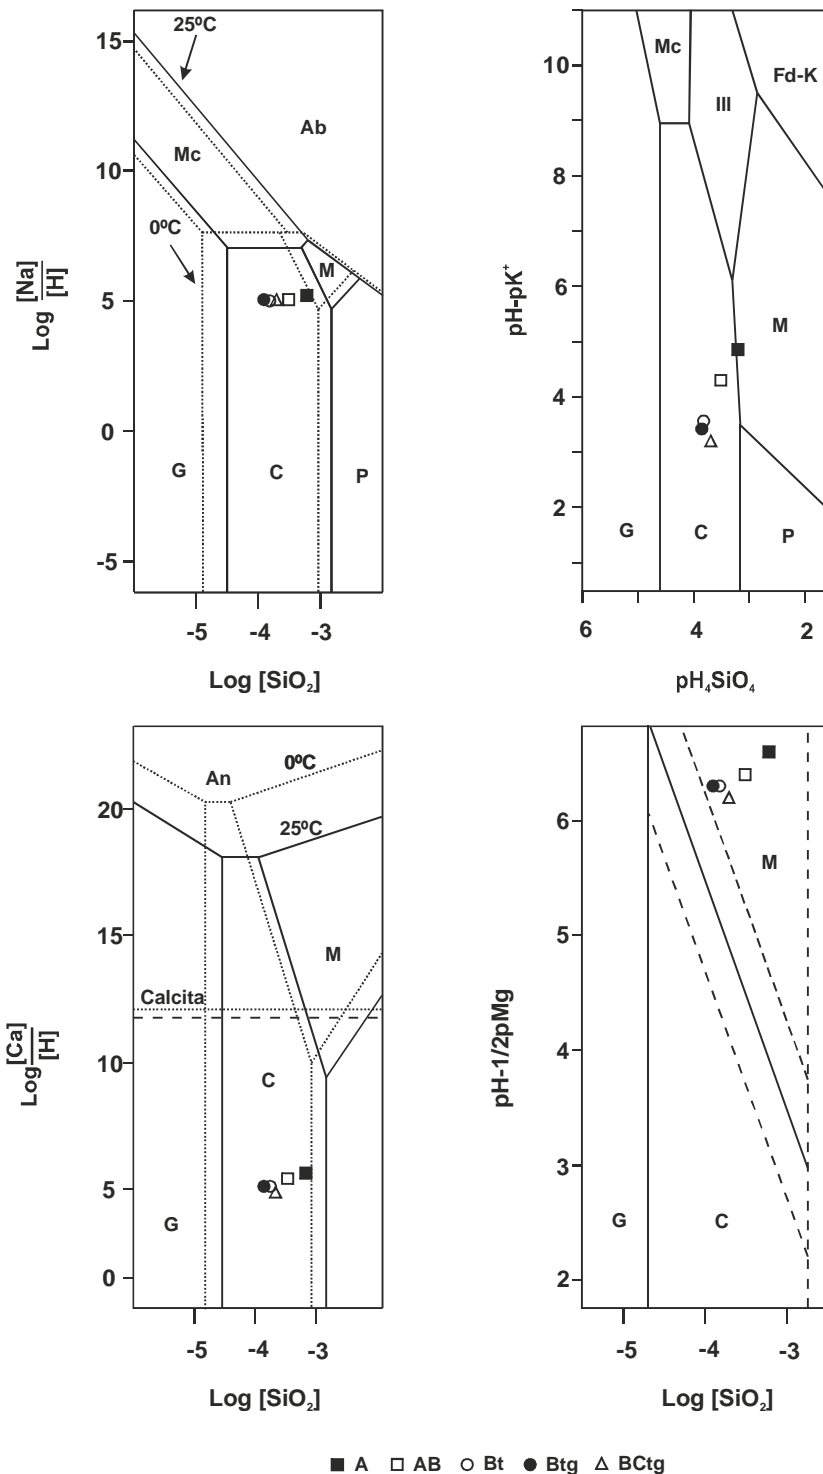 15
25ºC
Ab
Mc
10
0ºC
M
Log [Na]/[H]
5
0
G
C
P
-5
-5 -4 -3
Log [SiO₂]
10
Mc
Ill
Fd-K
8
6
pH-pK⁺
M
4
2
G
C
P
6 4 2
pH₄SiO₄
An
0ºC
20
25ºC
15
M
Calcita
Log [Ca]/[H]
10
C
5
G
0
-5 -4 -3
Log [SiO₂]
6
M
5
pH-1/2pMg
4
3
G
C
2
-5 -4 -3
Log [SiO₂]
A AB Bt Btg BCtg